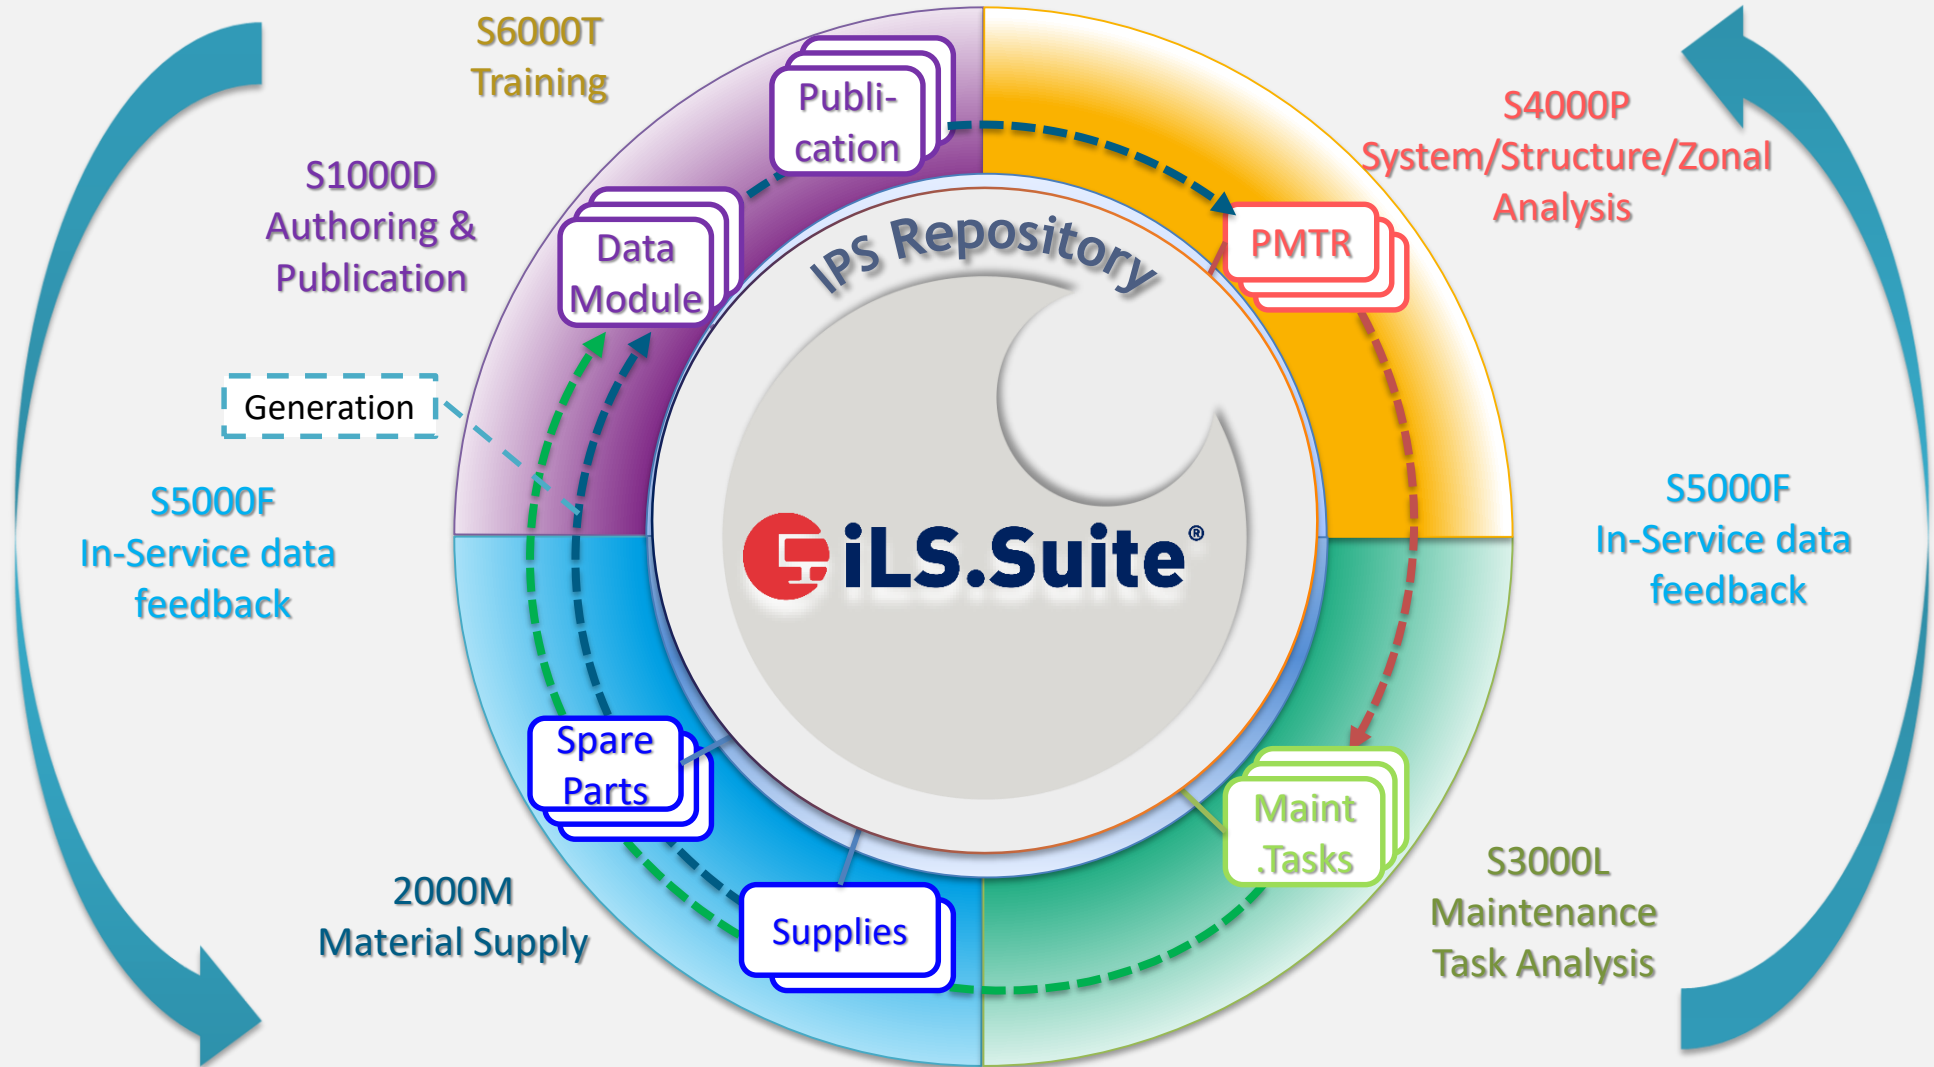 S6000T
Training
S4000P
System/Structure/Zonal
Analysis
Publi-
cation
S1000D
Authoring &
Publication
Data
Module
IPS Repository
PMTR
Generation
S5000F
In-Service data
feedback
iLS.Suite®
S5000F
In-Service data
feedback
Spare
Parts
Maint
.Tasks
2000M
Material Supply
Supplies
S3000L
Maintenance
Task Analysis